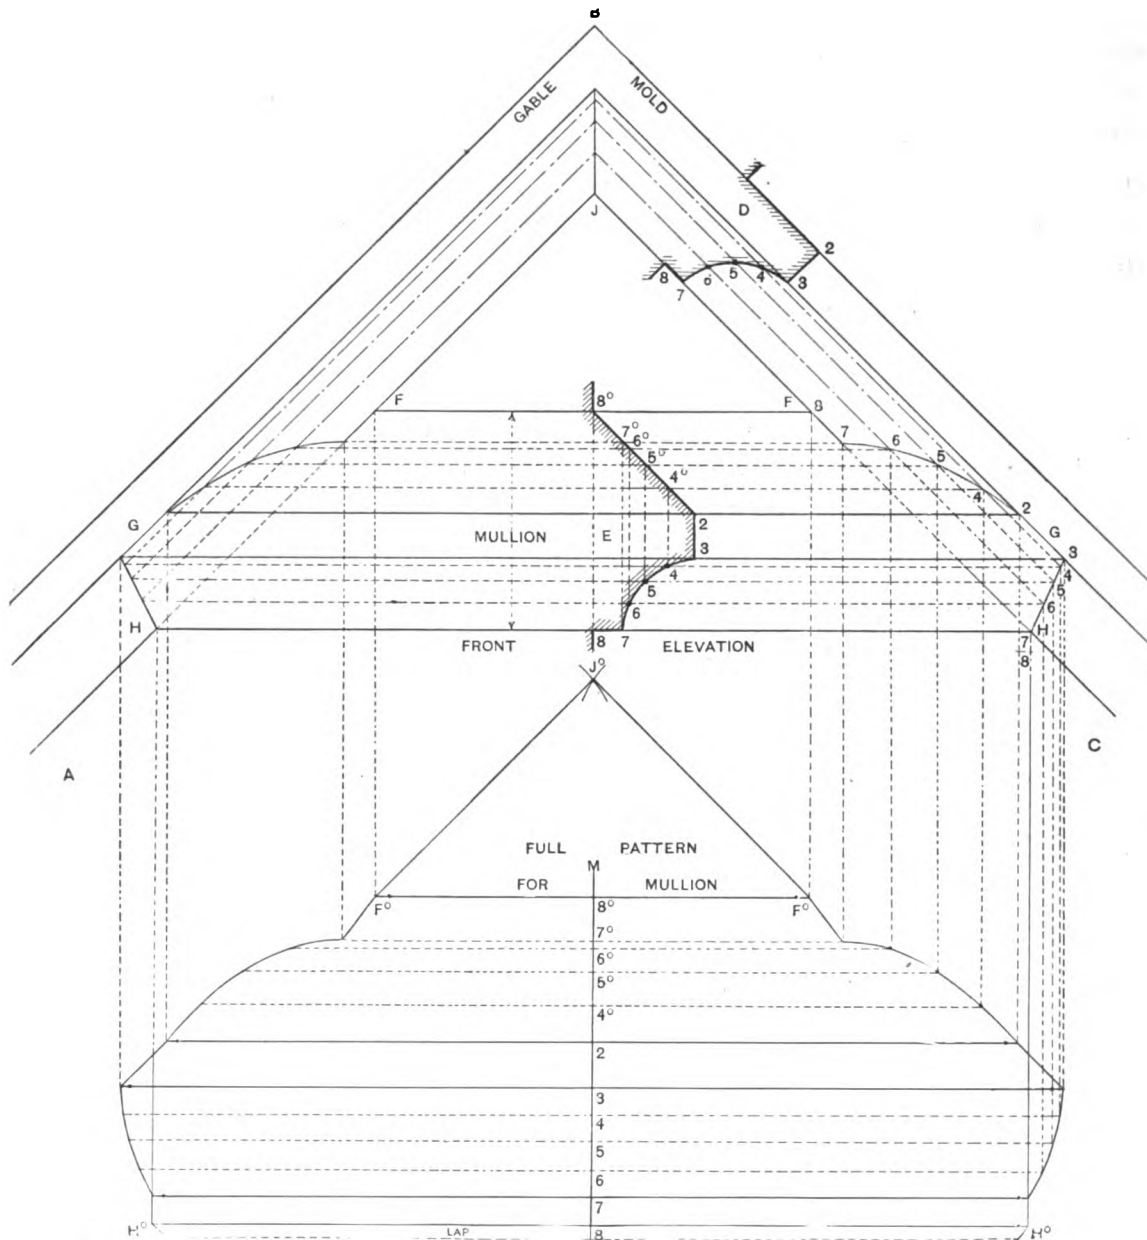 B
GABLE MOLD
1
D
2
J
8 7 6 5 4 3
F 8° F 8
7° 7 6
6°
5° 5
4° 4
G 2 2 G
MULLION E 3 3
4 4
5 5
6 6
H H
FRONT 8 7 ELEVATION 7
8
J°
A C
FULL PATTERN
M
FOR MULLION
F° 8° F°
7°
6°
5°
4°
2
3
4
5
6
7
H° LAP 8 H°